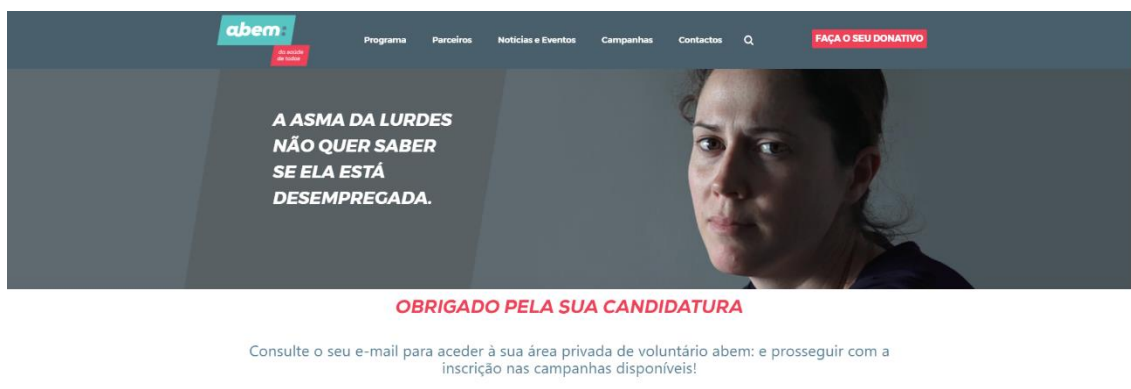 abem:
da saúde
de todos
Programa Parceiros Notícias e Eventos Campanhas Contactos FAÇA O SEU DONATIVO
A ASMA DA LURDES
NÃO QUER SABER
SE ELA ESTÁ
DESEMPREGADA.
OBRIGADO PELA SUA CANDIDATURA
Consulte o seu e-mail para aceder à sua área privada de voluntário abem: e prosseguir com a
inscrição nas campanhas disponíveis!